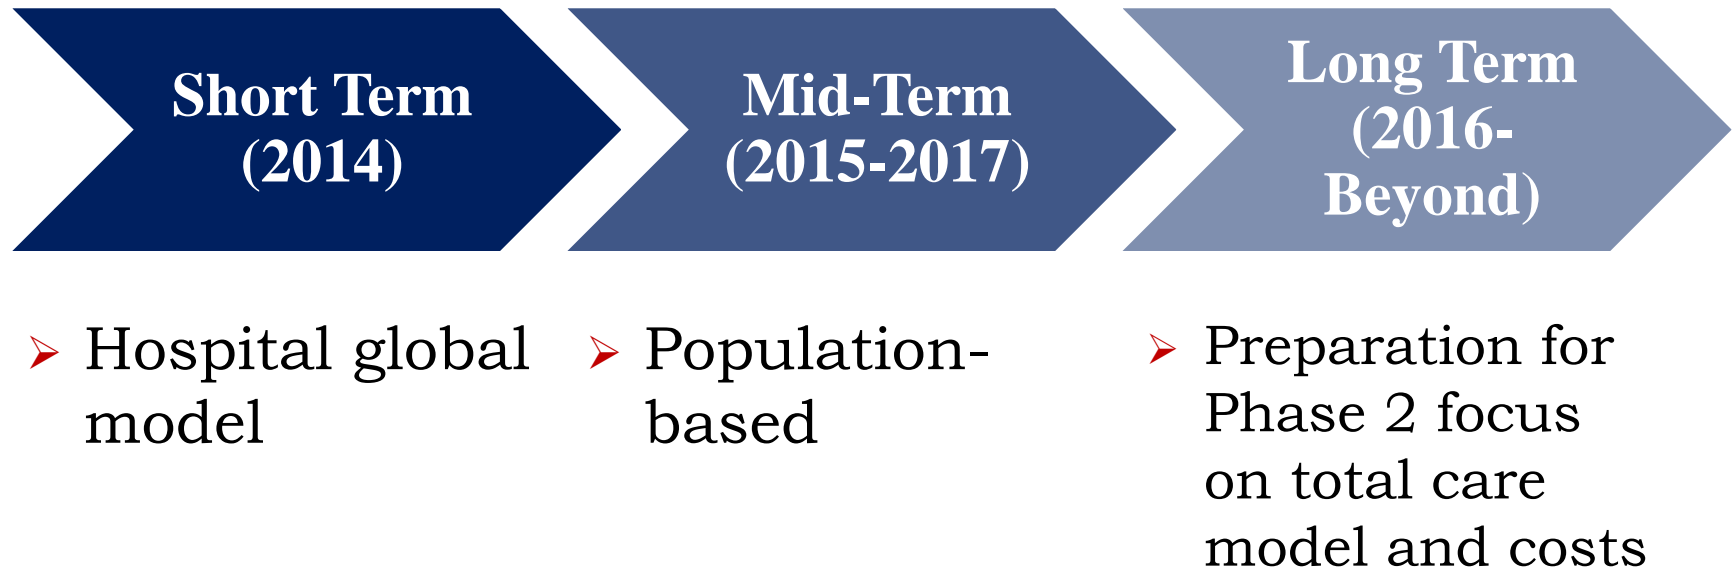 Short Term
(2014)
Mid-Term
(2015-2017)
Long Term
(2016-
Beyond)
Hospital global
model
Population-
based
Preparation for
Phase 2 focus
on total care
model and costs